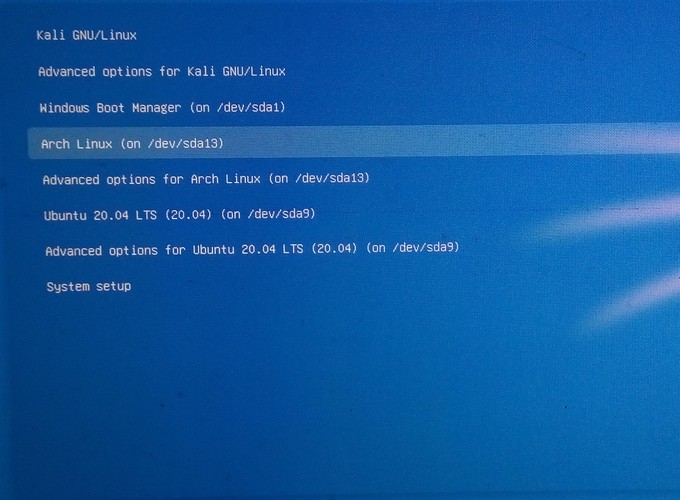 Kali GNU/Linux
Advanced options for Kali GNU/Linux
Windows Boot Manager (on /dev/sda1)
Arch Linux (on /dev/sda13)
Advanced options for Arch Linux (on /dev/sda13)
Ubuntu 20.04 LTS (20.04) (on /dev/sda9)
Advanced options for Ubuntu 20.04 LTS (20.04) (on /dev/sda9)
System setup